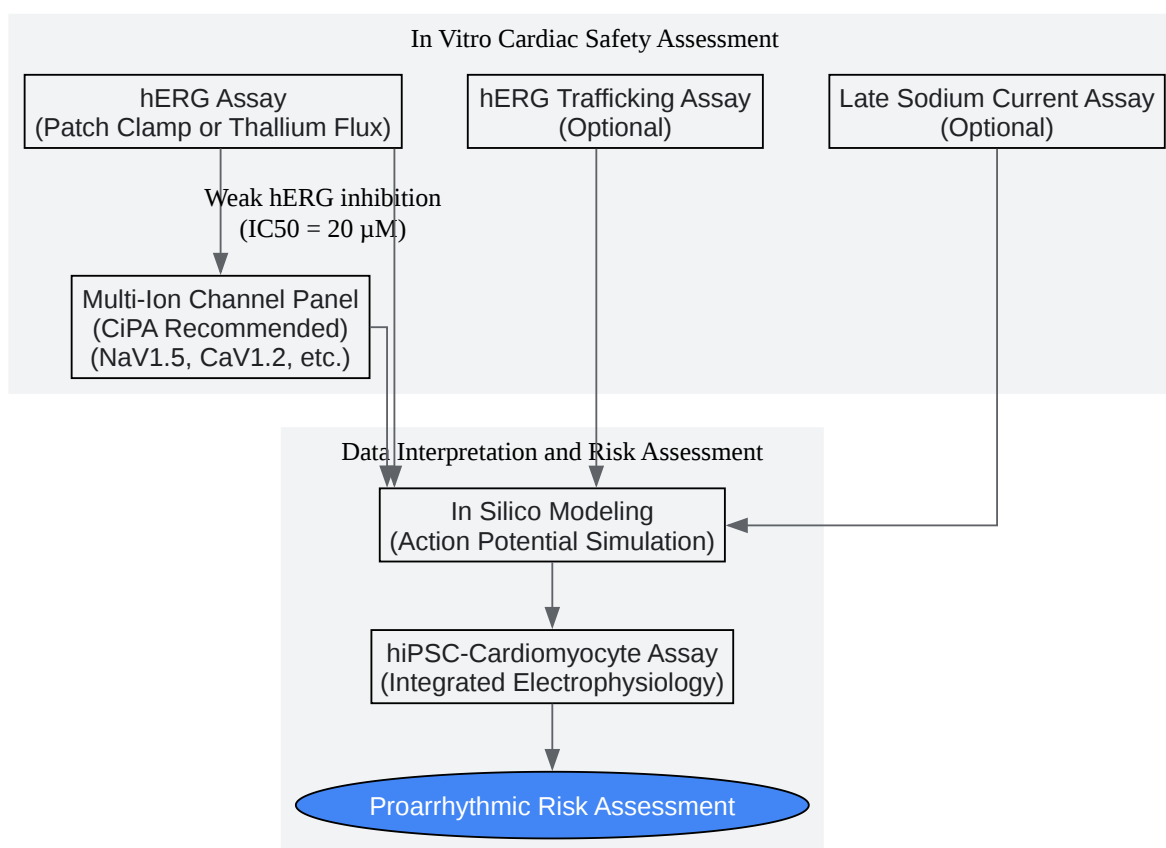 In Vitro Cardiac Safety Assessment
hERG Assay
(Patch Clamp or Thallium Flux)
hERG Trafficking Assay
(Optional)
Late Sodium Current Assay
(Optional)
Weak hERG inhibition
(IC50 = 20 µM)
Multi-Ion Channel Panel
(CiPA Recommended)
(NaV1.5, CaV1.2, etc.)
Data Interpretation and Risk Assessment
In Silico Modeling
(Action Potential Simulation)
hiPSC-Cardiomyocyte Assay
(Integrated Electrophysiology)
Proarrhythmic Risk Assessment